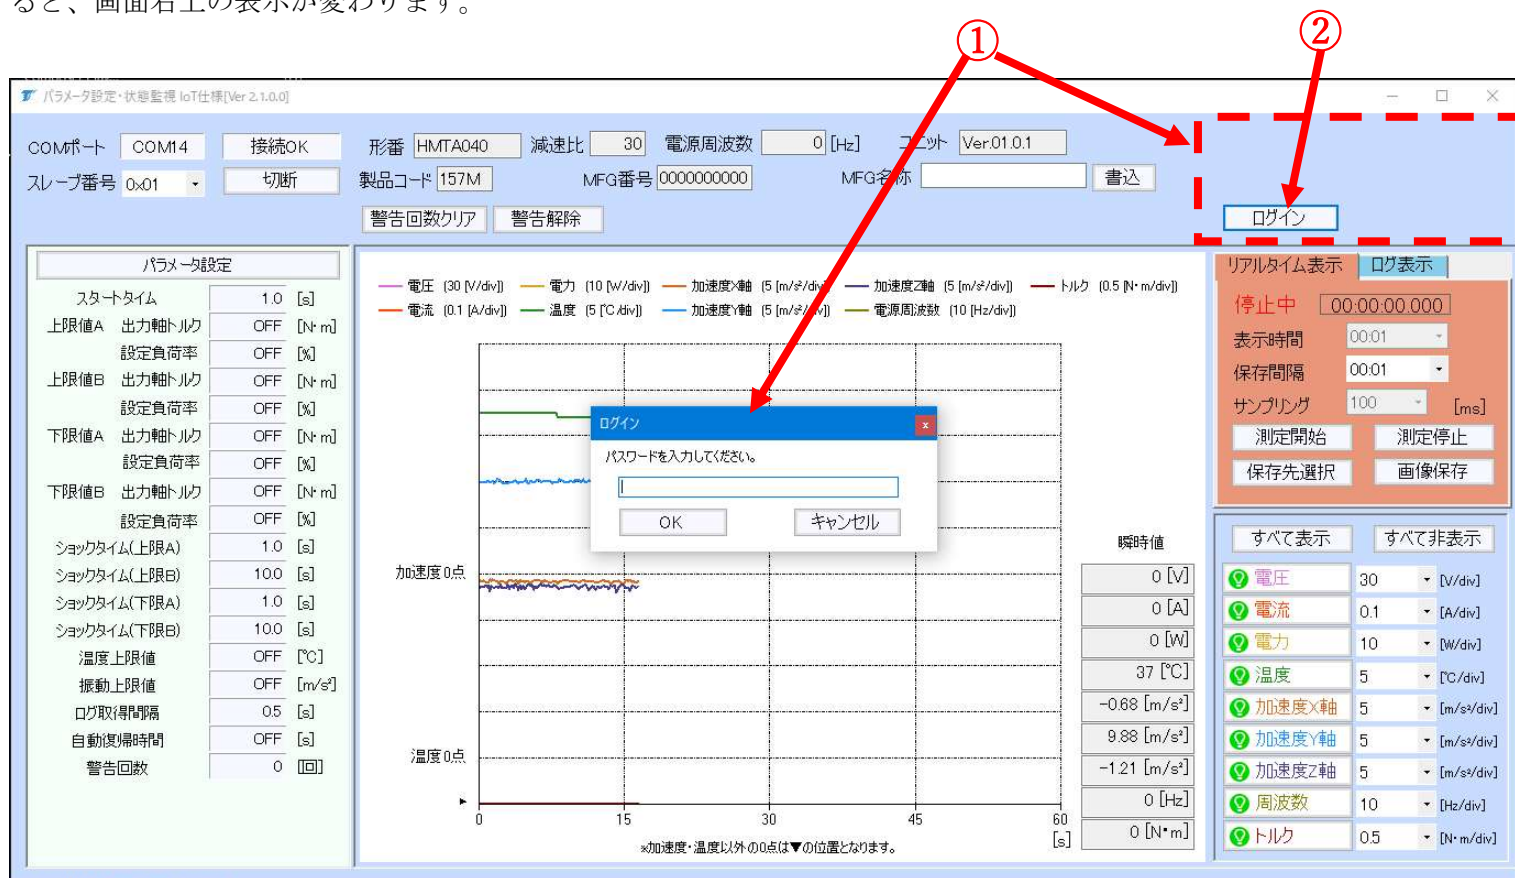 ると、画面右上の表示が変わります。
① ②
パラメータ設定・状態監視 IoT仕様[Ver 2.1.0.0]
COMポート COM14 接続OK 形番 HMTA040 減速比 30 電源周波数 0 [Hz] ユニット Ver.01.0.1
スレーブ番号 0x01 切断 製品コード 157M MFG番号 0000000000 MFG名称 書込
警告回数クリア 警告解除 ログイン
パラメータ設定
スタートタイム 1.0 [s]
上限値A 出力軸トルク OFF [N・m]
設定負荷率 OFF [%]
上限値B 出力軸トルク OFF [N・m]
設定負荷率 OFF [%]
下限値A 出力軸トルク OFF [N・m]
設定負荷率 OFF [%]
下限値B 出力軸トルク OFF [N・m]
設定負荷率 OFF [%]
ショックタイム(上限A) 1.0 [s]
ショックタイム(上限B) 10.0 [s]
ショックタイム(下限A) 1.0 [s]
ショックタイム(下限B) 10.0 [s]
温度上限値 OFF [℃]
振動上限値 OFF [m/s²]
ログ取得間隔 0.5 [s]
自動復帰時間 OFF [s]
警告回数 0 [回]
電圧 (30 [V/div]) 電力 (10 [W/div]) 加速度X軸 (5 [m/s²/div]) 加速度Z軸 (5 [m/s²/div]) トルク (0.5 [N・m/div])
電流 (0.1 [A/div]) 温度 (5 [℃/div]) 加速度Y軸 (5 [m/s²/div]) 電源周波数 (10 [Hz/div])
加速度0点
温度0点
0 15 30 45 60
[s]
※加速度・温度以外の0点は▼の位置となります。
ログイン x
パスワードを入力してください。
OK キャンセル
瞬時値
0 [V]
0 [A]
0 [W]
37 [℃]
-0.68 [m/s²]
9.88 [m/s²]
-1.21 [m/s²]
0 [Hz]
0 [N・m]
リアルタイム表示 ログ表示
停止中 00:00:00.000
表示時間 00:01
保存間隔 00:01
サンプリング 100 [ms]
測定開始 測定停止
保存先選択 画像保存
すべて表示 すべて非表示
電圧 30 [V/div]
電流 0.1 [A/div]
電力 10 [W/div]
温度 5 [℃/div]
加速度X軸 5 [m/s²/div]
加速度Y軸 5 [m/s²/div]
加速度Z軸 5 [m/s²/div]
周波数 10 [Hz/div]
トルク 0.5 [N・m/div]